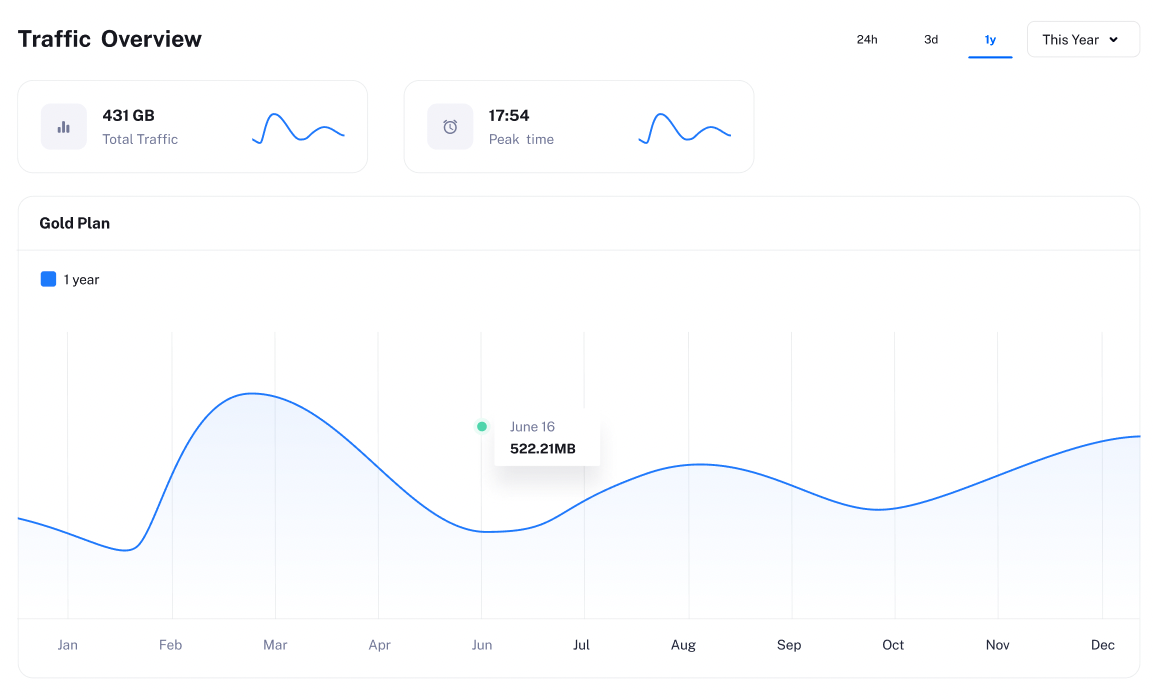 Traffic Overview
24h
3d
1y
This Year
431 GB
Total Traffic
17:54
Peak time
Gold Plan
1 year
June 16
522.21MB
Jan Feb Mar Apr Jun Jul Aug Sep Oct Nov Dec